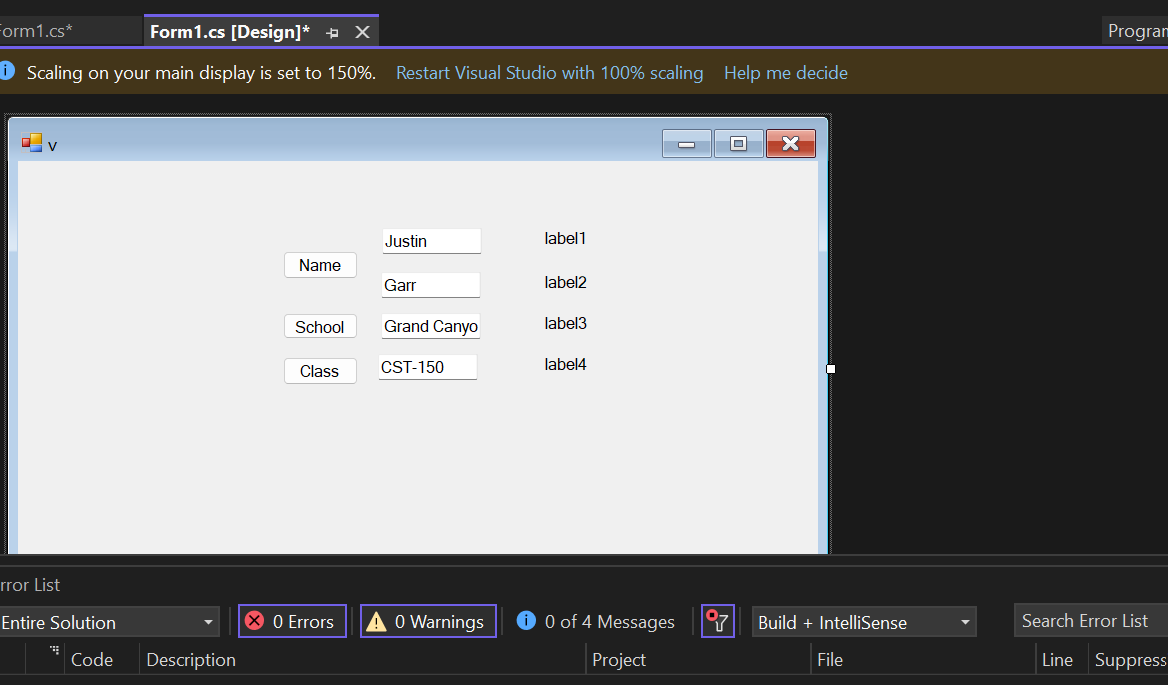 Form1.cs*
Form1.cs [Design]*
Program
Scaling on your main display is set to 150%. Restart Visual Studio with 100% scaling Help me decide
v
Justin label1
Name
Garr label2
School Grand Canyo label3
Class CST-150 label4
rror List
Entire Solution 0 Errors 0 Warnings 0 of 4 Messages Build + IntelliSense Search Error List
Code Description Project File Line Suppress